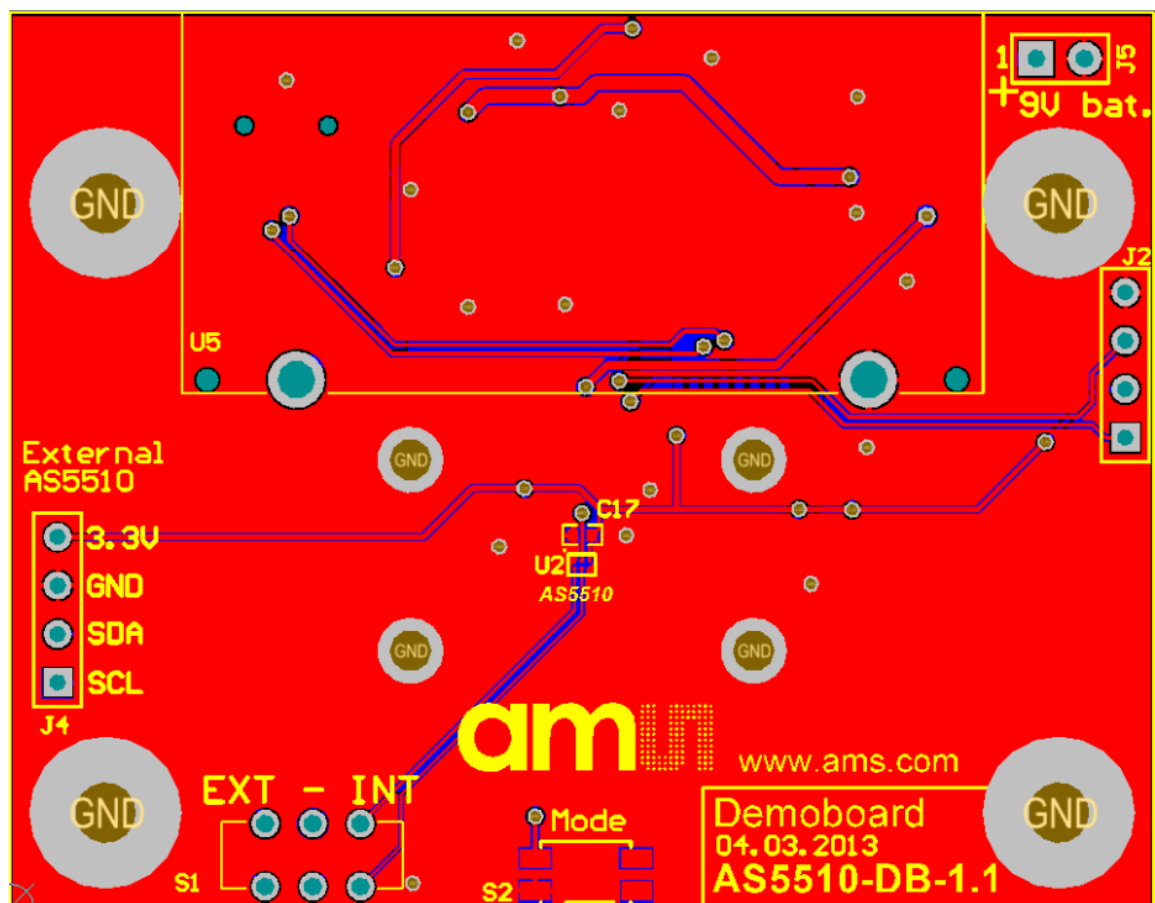 1
J5
+
9V bat.
GND
GND
J2
U5
External
AS5510
GND
GND
C17
3.3V
U2
GND
AS5510
SDA
GND
GND
SCL
J4
ams
www.ams.com
EXT - INT
GND
GND
Mode
Demoboard
04.03.2013
AS5510-DB-1.1
S1
S2